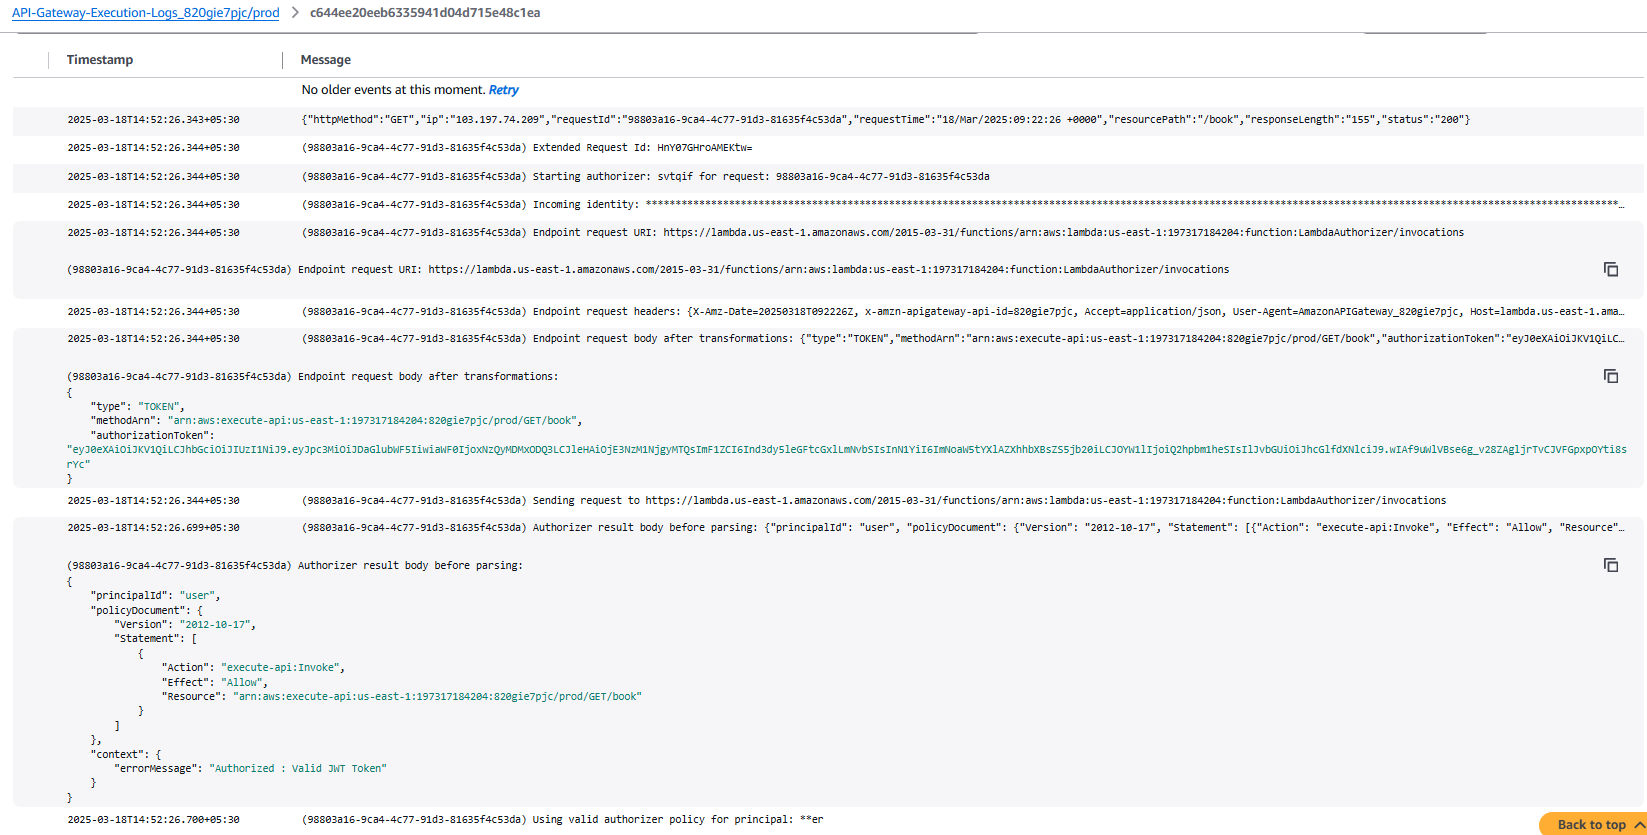 API-Gateway-Execution-Logs_820gie7pjc/prod > c644ee20eeb6335941d04d715e48c1ea
Timestamp Message
No older events at this moment. Retry
2025-03-18T14:52:26.343+05:30 {"httpMethod":"GET","ip":"103.197.74.209","requestId":"98803a16-9ca4-4c77-91d3-81635f4c53da","requestTime":"18/Mar/2025:09:22:26 +0000","resourcePath":"/book","responseLength":"155","status":"200"}
2025-03-18T14:52:26.344+05:30 (98803a16-9ca4-4c77-91d3-81635f4c53da) Extended Request Id: HnY07GHroAMEKtw=
2025-03-18T14:52:26.344+05:30 (98803a16-9ca4-4c77-91d3-81635f4c53da) Starting authorizer: svtqif for request: 98803a16-9ca4-4c77-91d3-81635f4c53da
2025-03-18T14:52:26.344+05:30 (98803a16-9ca4-4c77-91d3-81635f4c53da) Incoming identity:
2025-03-18T14:52:26.344+05:30 (98803a16-9ca4-4c77-91d3-81635f4c53da) Endpoint request URI: https://lambda.us-east-1.amazonaws.com/2015-03-31/functions/arn:aws:lambda:us-east-1:197317184204:function:LambdaAuthorizer/invocations
(98803a16-9ca4-4c77-91d3-81635f4c53da) Endpoint request URI: https://lambda.us-east-1.amazonaws.com/2015-03-31/functions/arn:aws:lambda:us-east-1:197317184204:function:LambdaAuthorizer/invocations
2025-03-18T14:52:26.344+05:30 (98803a16-9ca4-4c77-91d3-81635f4c53da) Endpoint request headers: {X-Amz-Date=20250318T092226Z, x-amzn-apigateway-api-id=820gie7pjc, Accept=application/json, User-Agent=AmazonAPIGateway_820gie7pjc, Host=lambda.us-east-1.ama…
2025-03-18T14:52:26.344+05:30 (98803a16-9ca4-4c77-91d3-81635f4c53da) Endpoint request body after transformations: {"type":"TOKEN","methodArn":"arn:aws:execute-api:us-east-1:197317184204:820gie7pjc/prod/GET/book","authorizationToken":"eyJ0eXAiOiJKV1QiLC…
(98803a16-9ca4-4c77-91d3-81635f4c53da) Endpoint request body after transformations:
{
"type": "TOKEN",
"methodArn": "arn:aws:execute-api:us-east-1:197317184204:820gie7pjc/prod/GET/book",
"authorizationToken":
}
2025-03-18T14:52:26.344+05:30 (98803a16-9ca4-4c77-91d3-81635f4c53da) Sending request to https://lambda.us-east-1.amazonaws.com/2015-03-31/functions/arn:aws:lambda:us-east-1:197317184204:function:LambdaAuthorizer/invocations
2025-03-18T14:52:26.699+05:30 (98803a16-9ca4-4c77-91d3-81635f4c53da) Authorizer result body before parsing: {"principalId": "user", "policyDocument": {"Version": "2012-10-17", "Statement": [{"Action": "execute-api:Invoke", "Effect": "Allow", "Resource"…
(98803a16-9ca4-4c77-91d3-81635f4c53da) Authorizer result body before parsing:
{
"principalId": "user",
"policyDocument": {
"Version": "2012-10-17",
"Statement": [
{
"Action": "execute-api:Invoke",
"Effect": "Allow",
"Resource": "arn:aws:execute-api:us-east-1:197317184204:820gie7pjc/prod/GET/book"
}
]
},
"context": {
"errorMessage": "Authorized : Valid JWT Token"
}
}
2025-03-18T14:52:26.700+05:30 (98803a16-9ca4-4c77-91d3-81635f4c53da) Using valid authorizer policy for principal: **er
Back to top